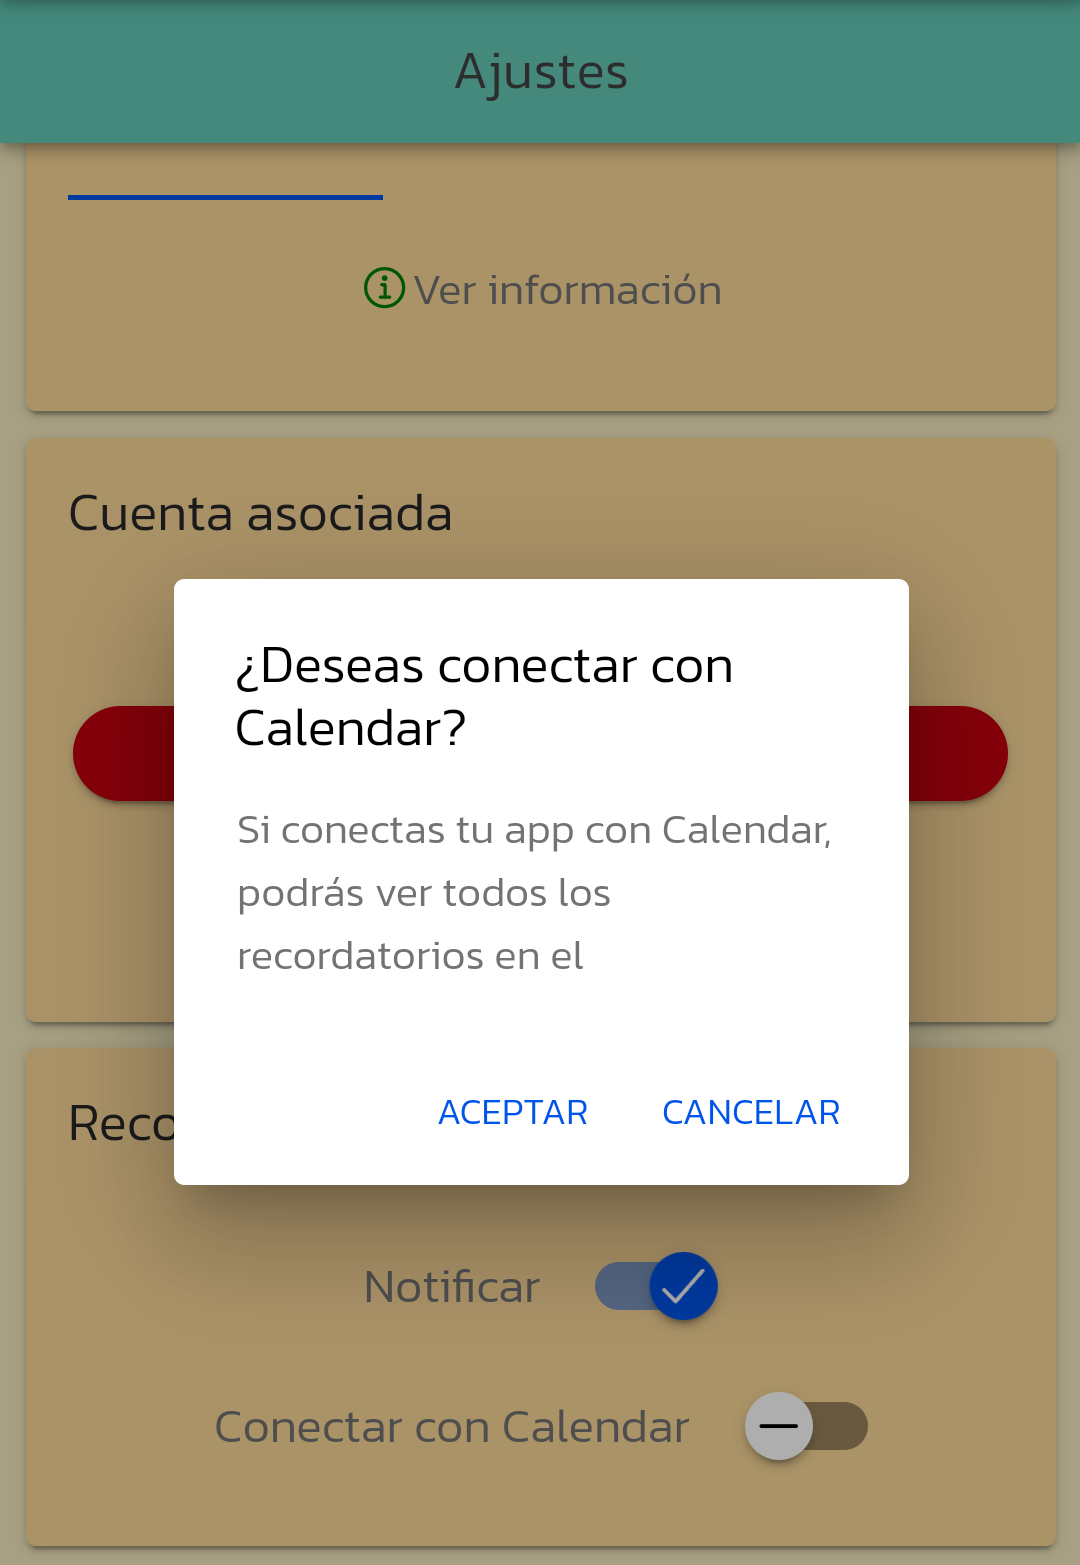 Ajustes
Ver información
Cuenta asociada
¿Deseas conectar con
Calendar?
Si conectas tu app con Calendar,
podrás ver todos los
recordatorios en el
ACEPTAR CANCELAR
Notificar
Conectar con Calendar